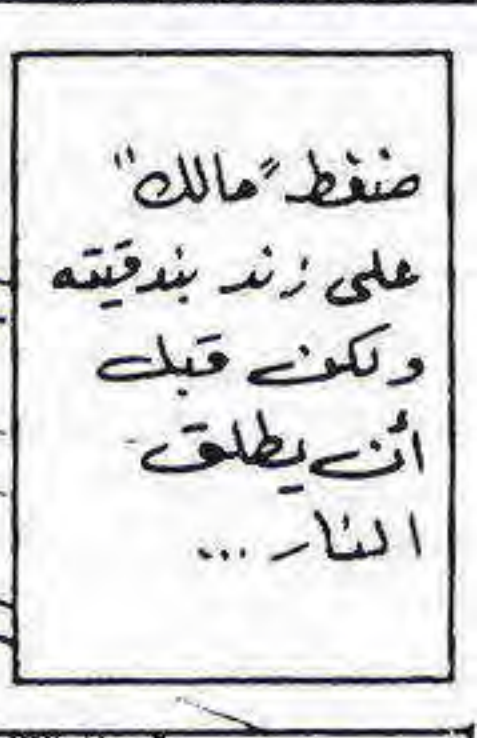 ضغط "مالك"
على زند بندقيته
ولكن قبل
أن يطلق
النار ...